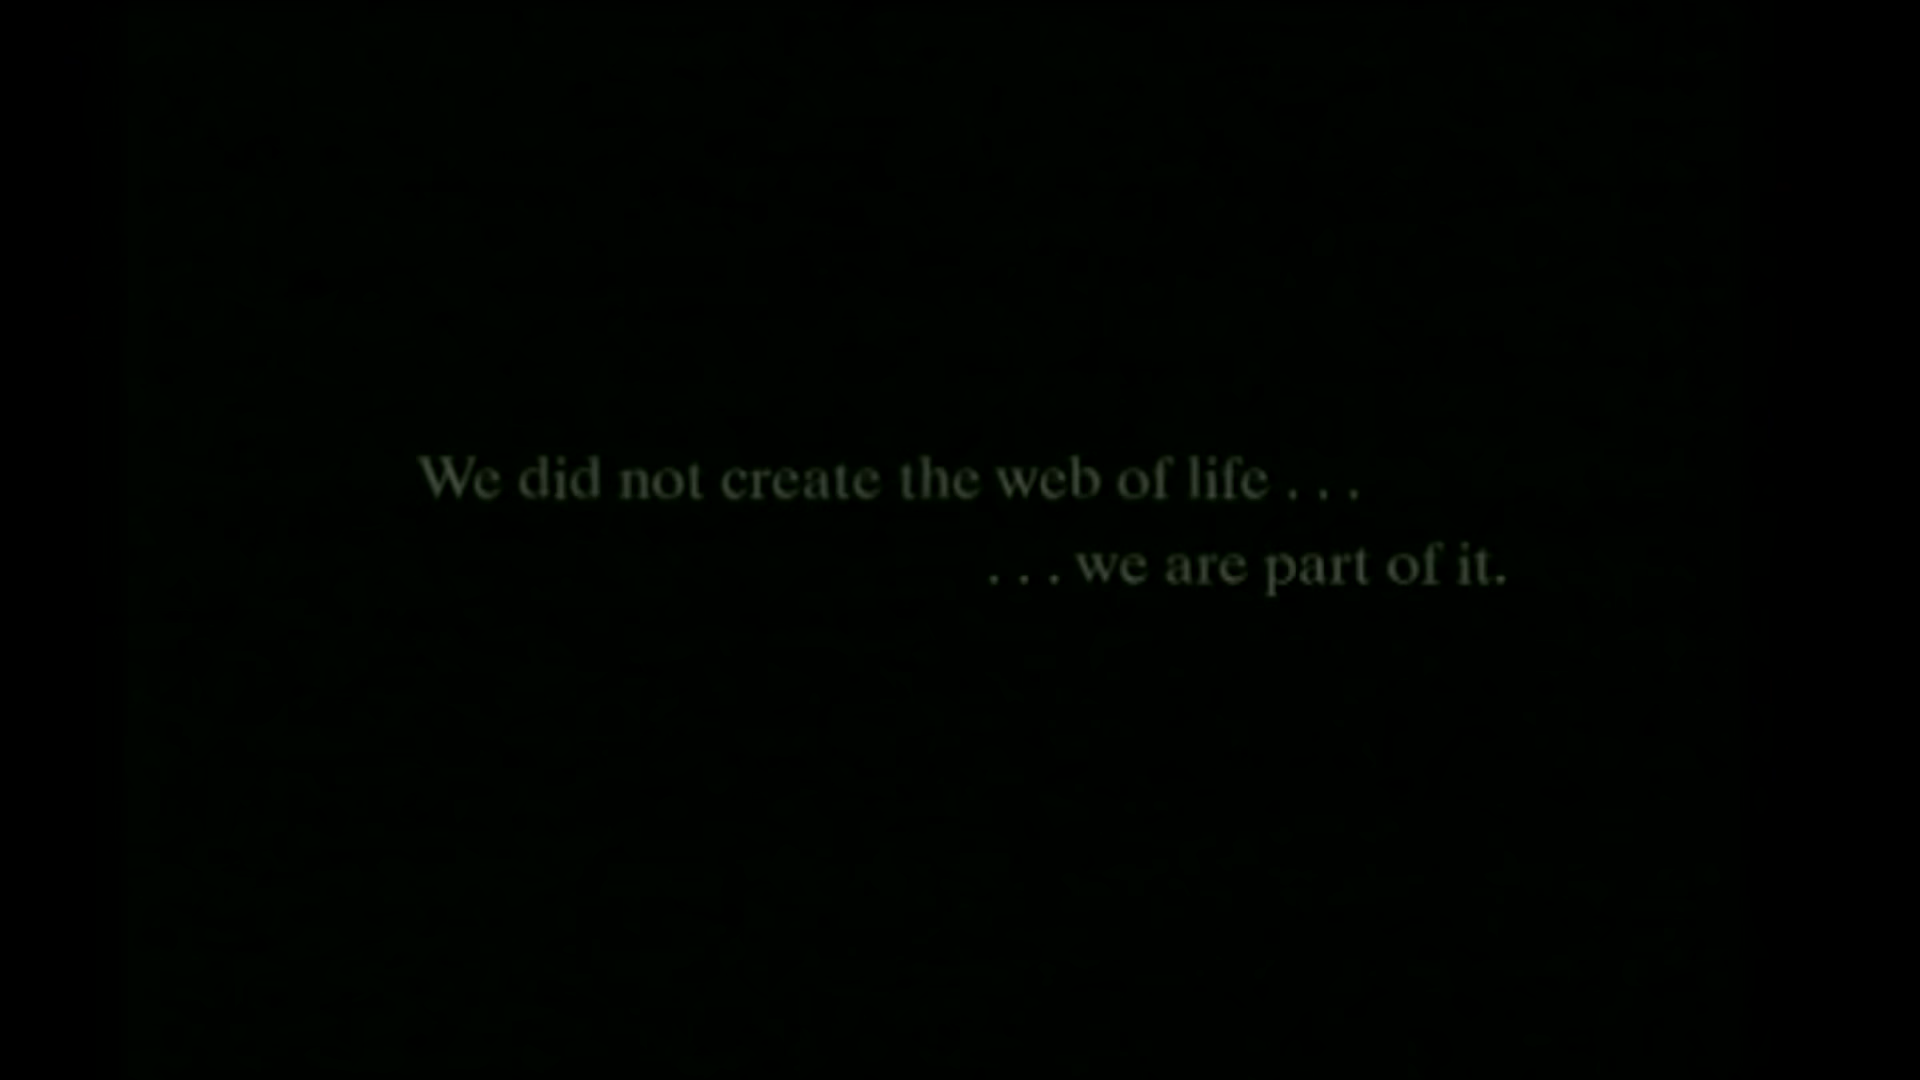 We did not create the web of life . . .
. . . we are part of it.